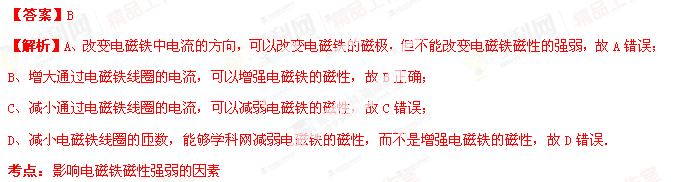 【答案】B
【解析】A、改变电磁铁中电流的方向，可以改变电磁铁的磁极，但不能改变电磁铁磁性的强弱，故 A 错误；
B、增大通过电磁铁线圈的电流，可以增强电磁铁的磁性，故 B 正确；
C、减小通过电磁铁线圈的电流，可以减弱电磁铁的磁性，故 C 错误；
D、减小电磁铁线圈的匝数，能够学科网减弱电磁铁的磁性，而不是增强电磁铁的磁性，故 D 错误．
考点：影响电磁铁磁性强弱的因素